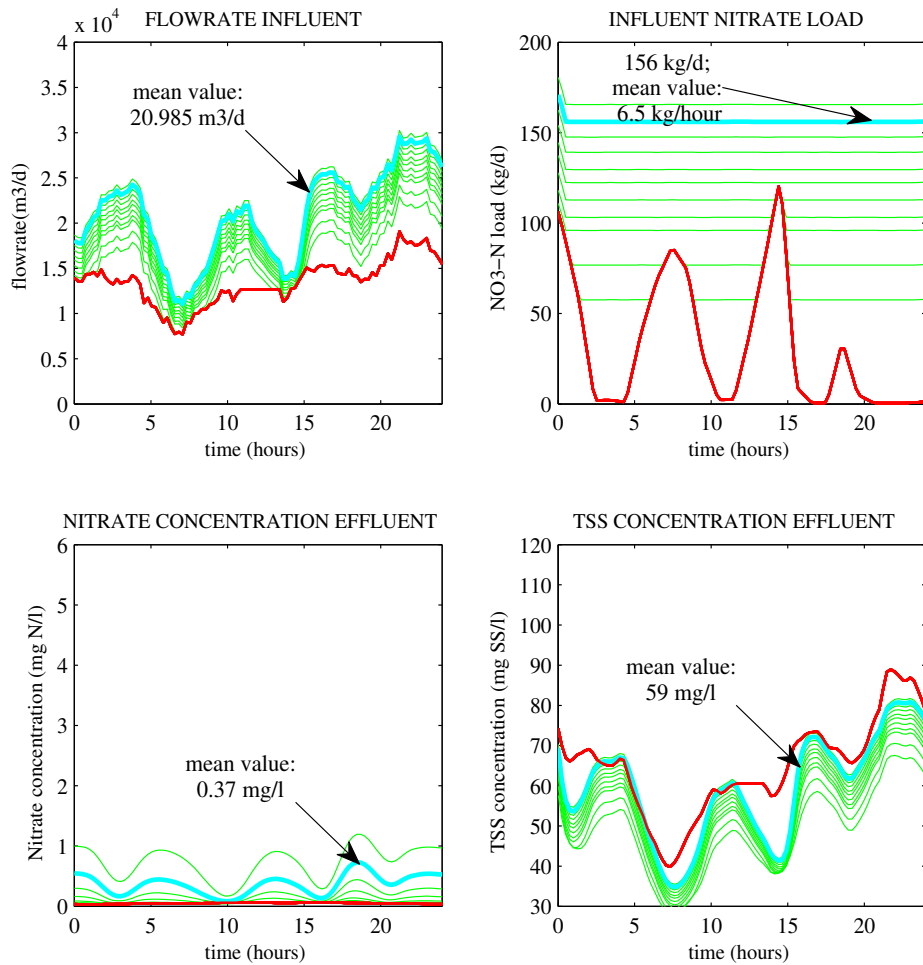 FLOWRATE INFLUENT
x 10^4
4
3.5
3
2.5
2
1.5
1
0.5
0
flowrate(m3/d)
mean value:
20.985 m3/d
0 5 10 15 20
time (hours)
INFLUENT NITRATE LOAD
200
150
100
50
0
NO3−N load (kg/d)
156 kg/d;
mean value:
6.5 kg/hour
0 5 10 15 20
time (hours)
NITRATE CONCENTRATION EFFLUENT
6
5
4
3
2
1
0
Nitrate concentration (mg N/l)
mean value:
0.37 mg/l
0 5 10 15 20
time (hours)
TSS CONCENTRATION EFFLUENT
120
110
100
90
80
70
60
50
40
30
TSS concentration (mg SS/l)
mean value:
59 mg/l
0 5 10 15 20
time (hours)